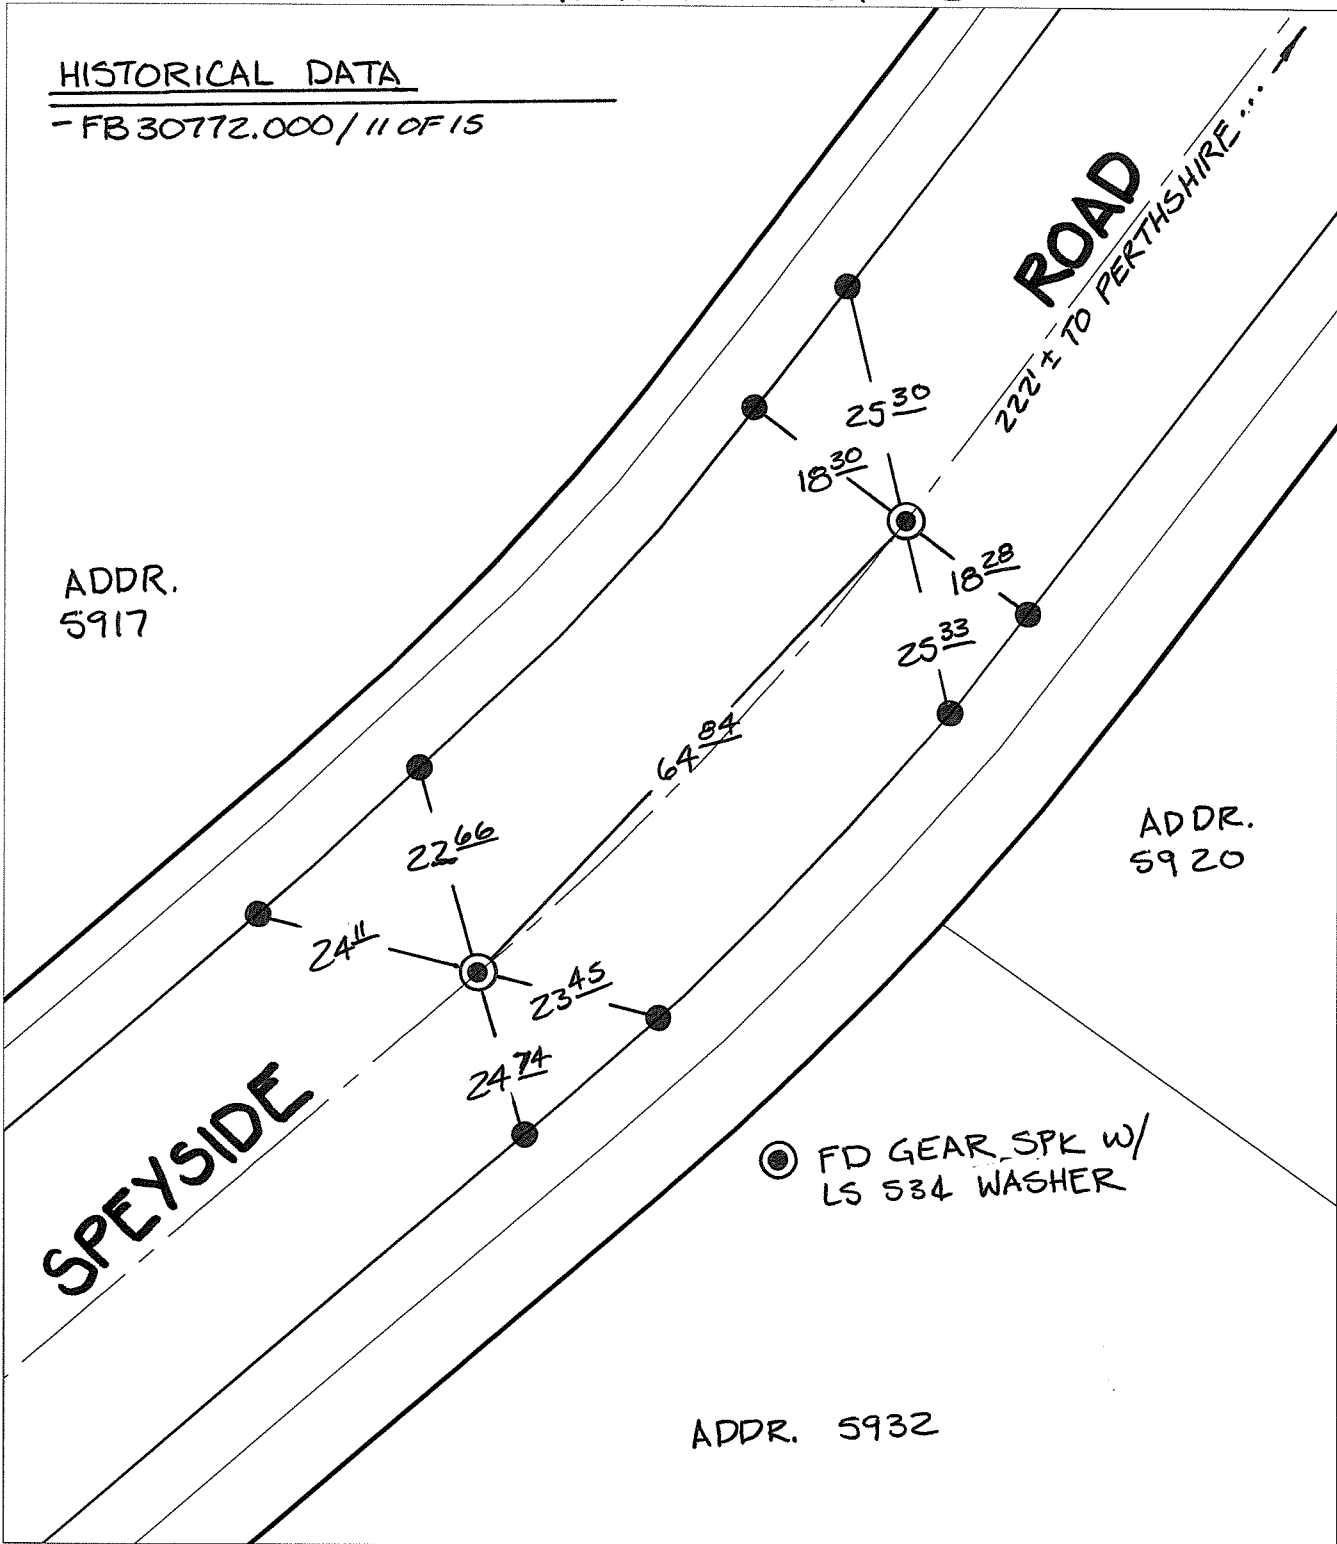 HISTORICAL DATA
- FB 30772.000 / 11 OF 15
ROAD
222' ± TO PERTHSHIRE....
25 30
18 30
18 28
25 33
ADDR.
5917
64 84
22 66
ADDR.
5920
24 11
23 45
24 74
SPEYSIDE
FD GEAR SPK W/
LS 534 WASHER
ADDR. 5932